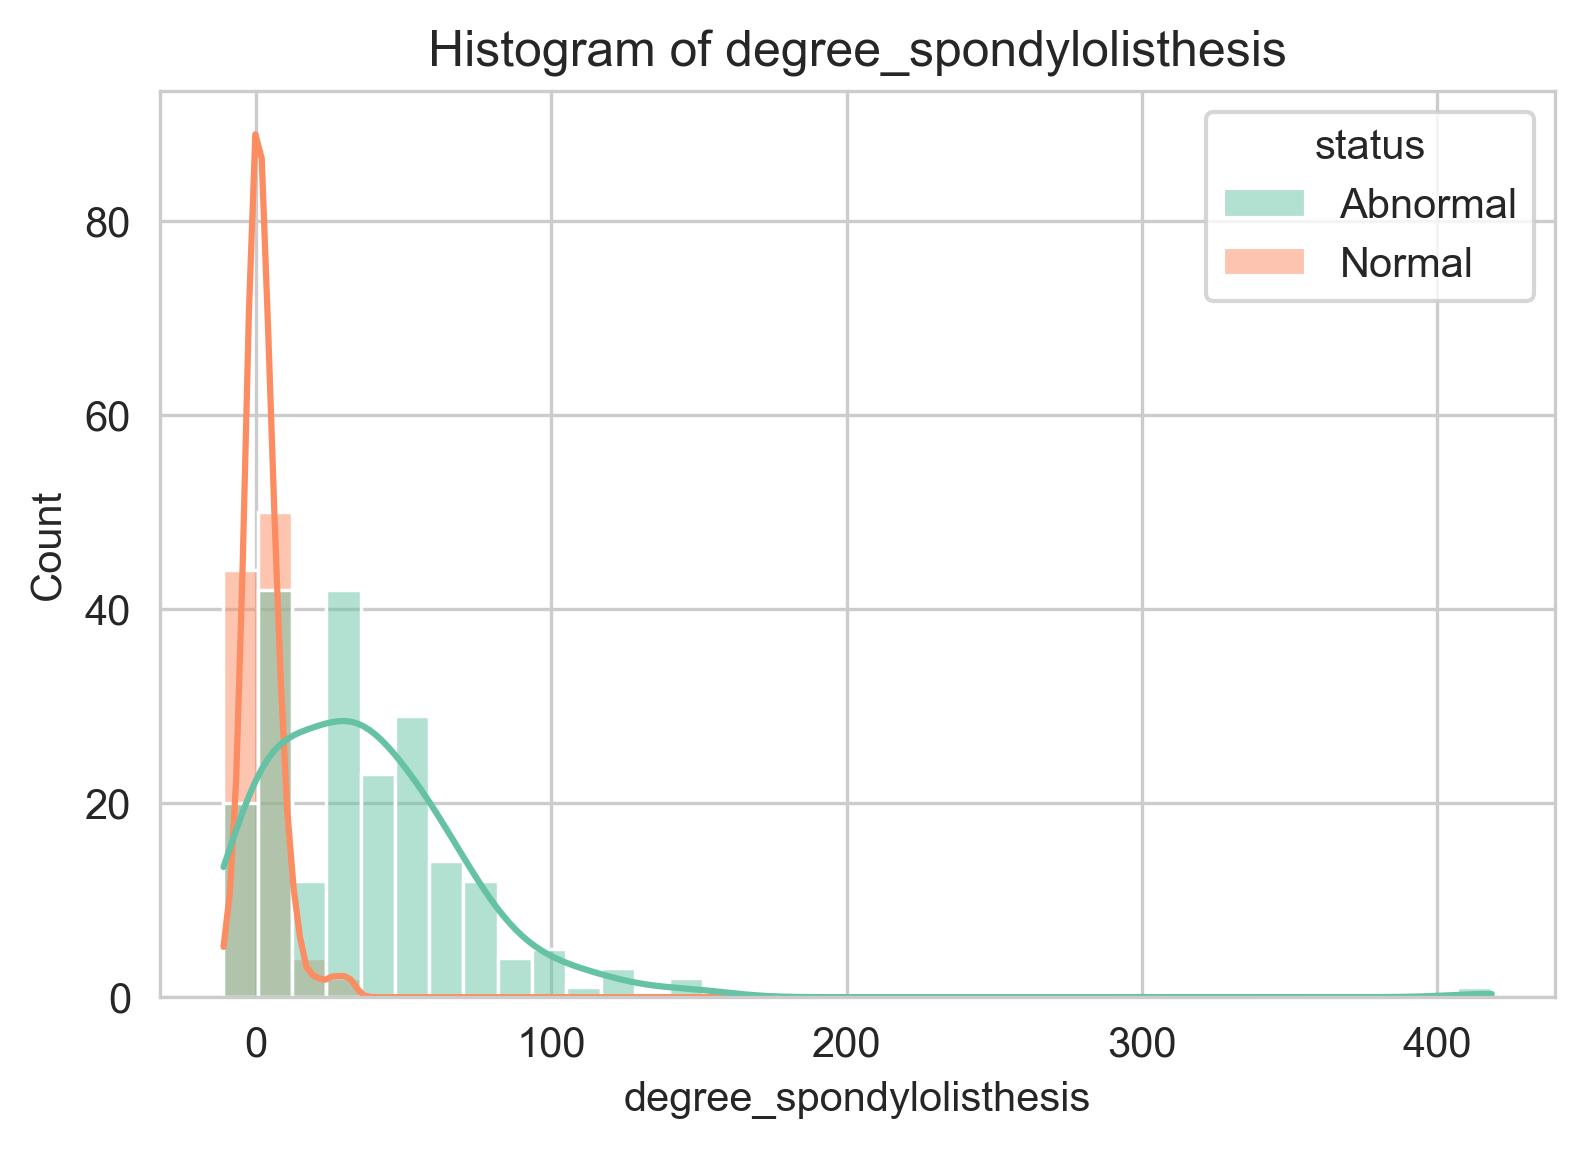 Histogram of degree_spondylolisthesis
status
Abnormal
Normal
Count
80
60
40
20
0
0 100 200 300 400
degree_spondylolisthesis